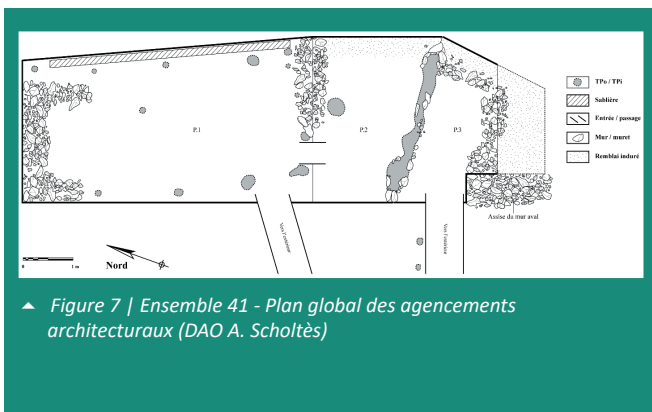 P.1
P.2
P.3
TPo / TPi
Sablière
Entrée / passage
Mur / muret
Remblai induré
Assise du mur aval
Vers l'extérieur
Vers l'extérieur
0 1 m
Nord
Figure 7 | Ensemble 41 - Plan global des agencements
architecturaux (DAO A. Scholtès)